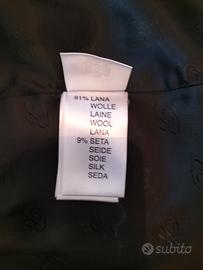 91% LANA
WOLLE
LAINE
WOOL
LANA
9% SETA
SEIDE
SOIE
SILK
SEDA
subito